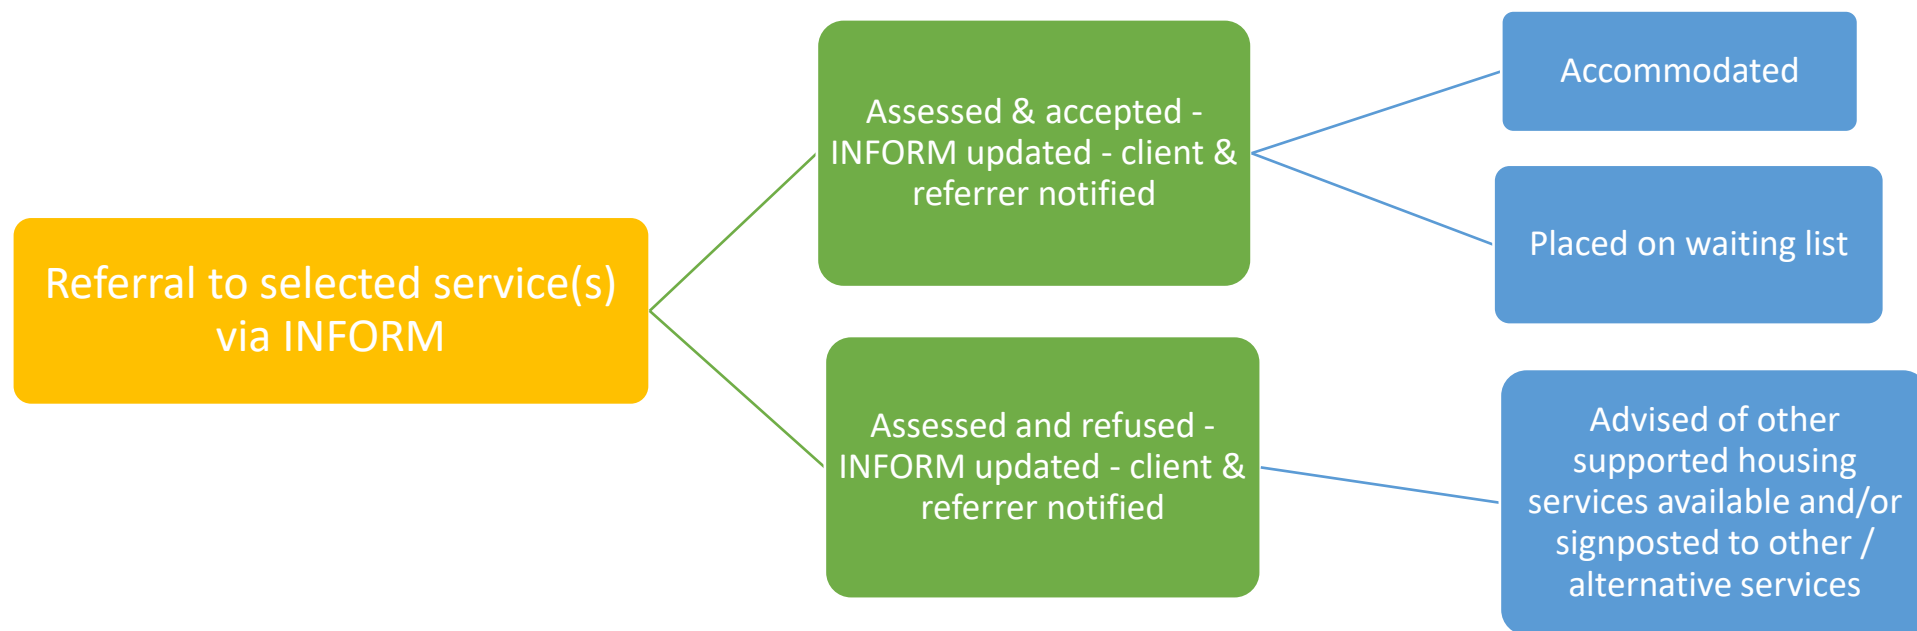 Referral to selected service(s)
via INFORM
Assessed & accepted -
INFORM updated - client &
referrer notified
Accommodated
Placed on waiting list
Assessed and refused -
INFORM updated - client &
referrer notified
Advised of other
supported housing
services available and/or
signposted to other /
alternative services